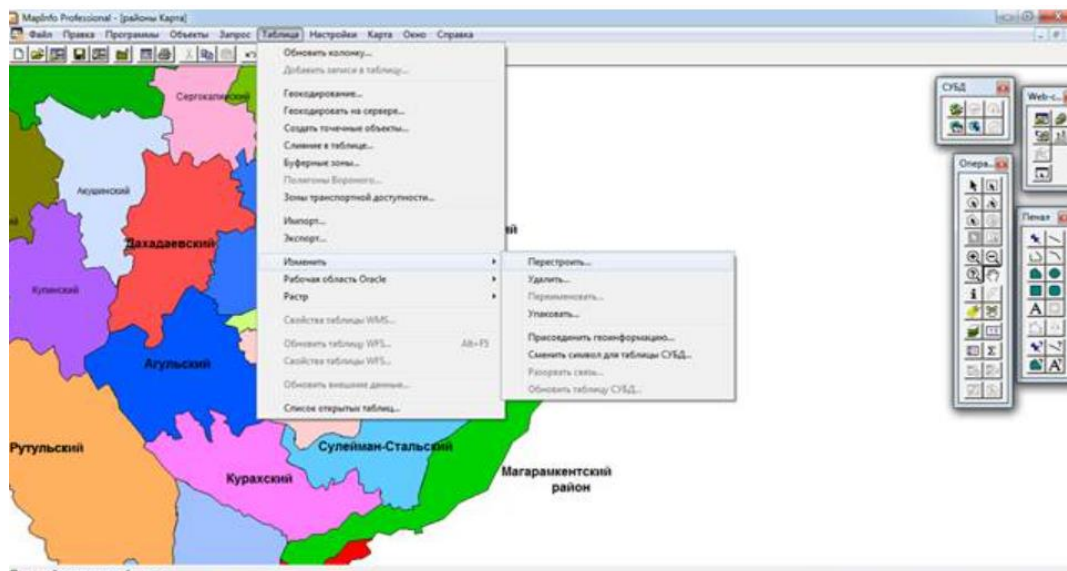 MapInfo Professional - [районы Карта]
Файл Правка Программы Объекты Запрос Таблица Настройки Карта Окно Справка
Обновить колонку...
Добавить записи в таблицу...
Геокодирование...
Геокодировать на сервере...
Создать точечные объекты...
Слияние в таблице...
Буферные зоны...
Полигоны Вороного...
Зоны транспортной доступности...
Импорт...
Экспорт...
Изменить
Рабочая область Oracle
Растр
Свойства таблицы WMS...
Обновить таблицу WFS... Alt+F5
Свойства таблицы WFS...
Обновить внешние данные...
Список открытых таблиц...
Перестроить...
Удалить...
Переименовать...
Упаковать...
Присоединить геоинформацию...
Сменить символ для таблицы СУБД...
Разорвать связь...
Обновить таблицу СУБД...
СУБД
Web-с...
Опера...
Пенал
Акушинский
Дахадаевский
Кулинский
Агульский
Рутульский
Сулейман-Стальский
Курахский
Магарамкентский
район